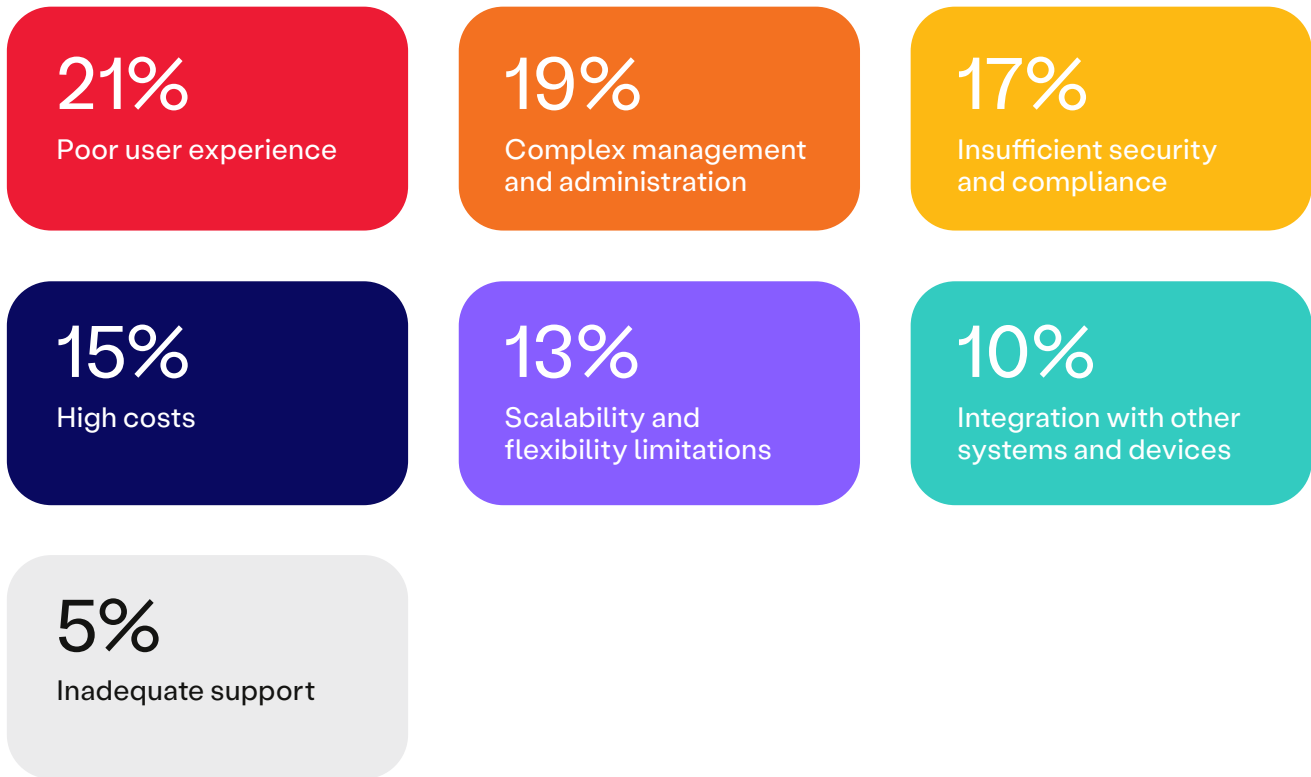 21%
Poor user experience
19%
Complex management
and administration
17%
Insufficient security
and compliance
15%
High costs
13%
Scalability and
flexibility limitations
10%
Integration with other
systems and devices
5%
Inadequate support